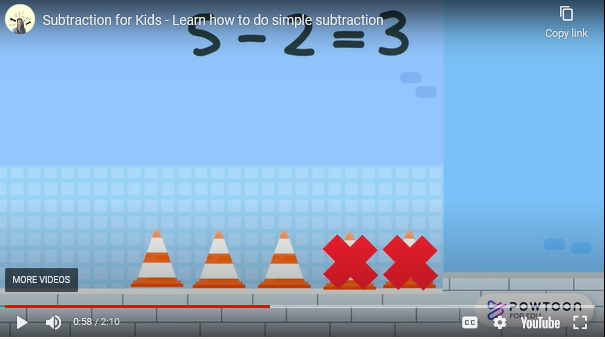 Subtraction for Kids - Learn how to do simple subtraction
Copy link
5 - 2 = 3
MORE VIDEOS
POWTOON
0:58 / 2:10
CC
YouTube